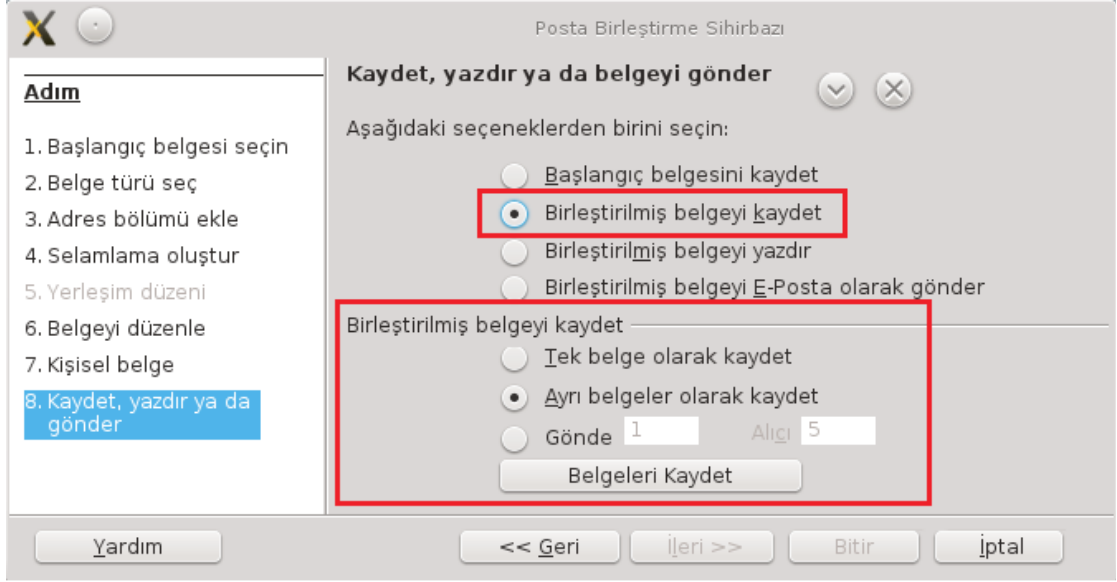 Posta Birleştirme Sihirbazı
Adım
1. Başlangıç belgesi seçin
2. Belge türü seç
3. Adres bölümü ekle
4. Selamlama oluştur
5. Yerleşim düzeni
6. Belgeyi düzenle
7. Kişisel belge
8. Kaydet, yazdır ya da
gönder
Kaydet, yazdır ya da belgeyi gönder
Aşağıdaki seçeneklerden birini seçin:
Başlangıç belgesini kaydet
Birleştirilmiş belgeyi kaydet
Birleştirilmiş belgeyi yazdır
Birleştirilmiş belgeyi E-Posta olarak gönder
Birleştirilmiş belgeyi kaydet
Tek belge olarak kaydet
Ayrı belgeler olarak kaydet
Gönde 1 Alıcı 5
Belgeleri Kaydet
Yardım << Geri İleri >> Bitir İptal